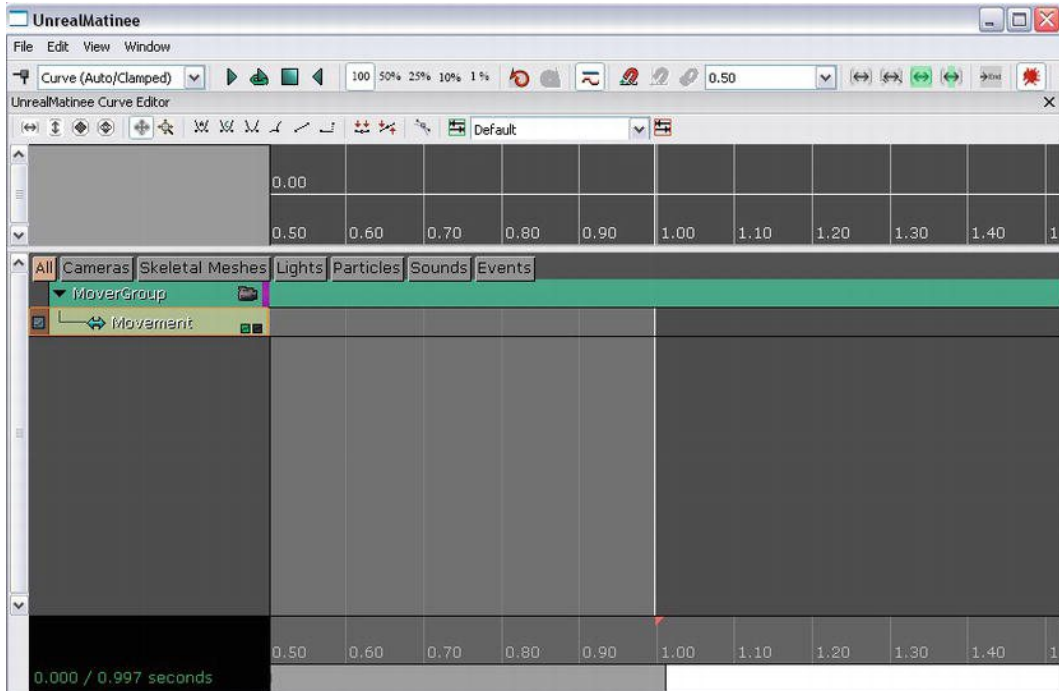 UnrealMatinee
File Edit View Window
Curve (Auto/Clamped) 100 50% 25% 10% 1% 0.50 End
UnrealMatinee Curve Editor
Default
0.00
0.50 0.60 0.70 0.80 0.90 1.00 1.10 1.20 1.30 1.40 1
All Cameras Skeletal Meshes Lights Particles Sounds Events
MoverGroup
Movement
0.50 0.60 0.70 0.80 0.90 1.00 1.10 1.20 1.30 1.40 1
0.000 / 0.997 seconds